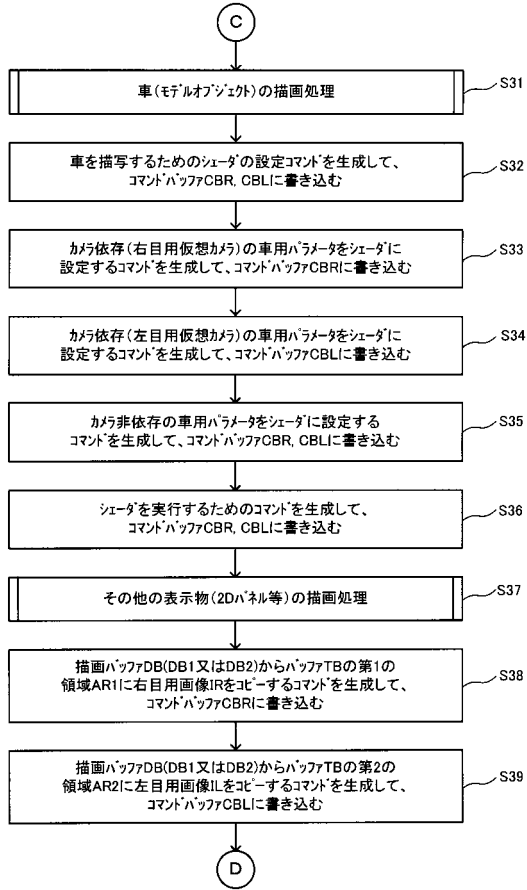 C
車(ﾓﾃﾞﾙｵﾌﾞｼﾞｪｸﾄ)の描画処理
S31
車を描写するためのｼｪｰﾀﾞの設定ｺﾏﾝﾄﾞを生成して、
ｺﾏﾝﾄﾞﾊﾞｯﾌｧCBR, CBLに書き込む
S32
ｶﾒﾗ依存(右目用仮想ｶﾒﾗ)の車用ﾊﾟﾗﾒｰﾀをｼｪｰﾀﾞに
設定するｺﾏﾝﾄﾞを生成して、ｺﾏﾝﾄﾞﾊﾞｯﾌｧCBRに書き込む
S33
ｶﾒﾗ依存(左目用仮想ｶﾒﾗ)の車用ﾊﾟﾗﾒｰﾀをｼｪｰﾀﾞに
設定するｺﾏﾝﾄﾞを生成して、ｺﾏﾝﾄﾞﾊﾞｯﾌｧCBLに書き込む
S34
ｶﾒﾗ非依存の車用ﾊﾟﾗﾒｰﾀをｼｪｰﾀﾞに設定する
ｺﾏﾝﾄﾞを生成して、ｺﾏﾝﾄﾞﾊﾞｯﾌｧCBR, CBLに書き込む
S35
ｼｪｰﾀﾞを実行するためのｺﾏﾝﾄﾞを生成して、
ｺﾏﾝﾄﾞﾊﾞｯﾌｧCBR, CBLに書き込む
S36
その他の表示物(2Dﾊﾟﾈﾙ等)の描画処理
S37
描画ﾊﾞｯﾌｧDB(DB1又はDB2)からﾊﾞｯﾌｧTBの第1の
領域AR1に右目用画像IRをｺﾋﾟｰするｺﾏﾝﾄﾞを生成して、
ｺﾏﾝﾄﾞﾊﾞｯﾌｧCBRに書き込む
S38
描画ﾊﾞｯﾌｧDB(DB1又はDB2)からﾊﾞｯﾌｧTBの第2の
領域AR2に左目用画像ILをｺﾋﾟｰするｺﾏﾝﾄﾞを生成して、
ｺﾏﾝﾄﾞﾊﾞｯﾌｧCBLに書き込む
S39
D